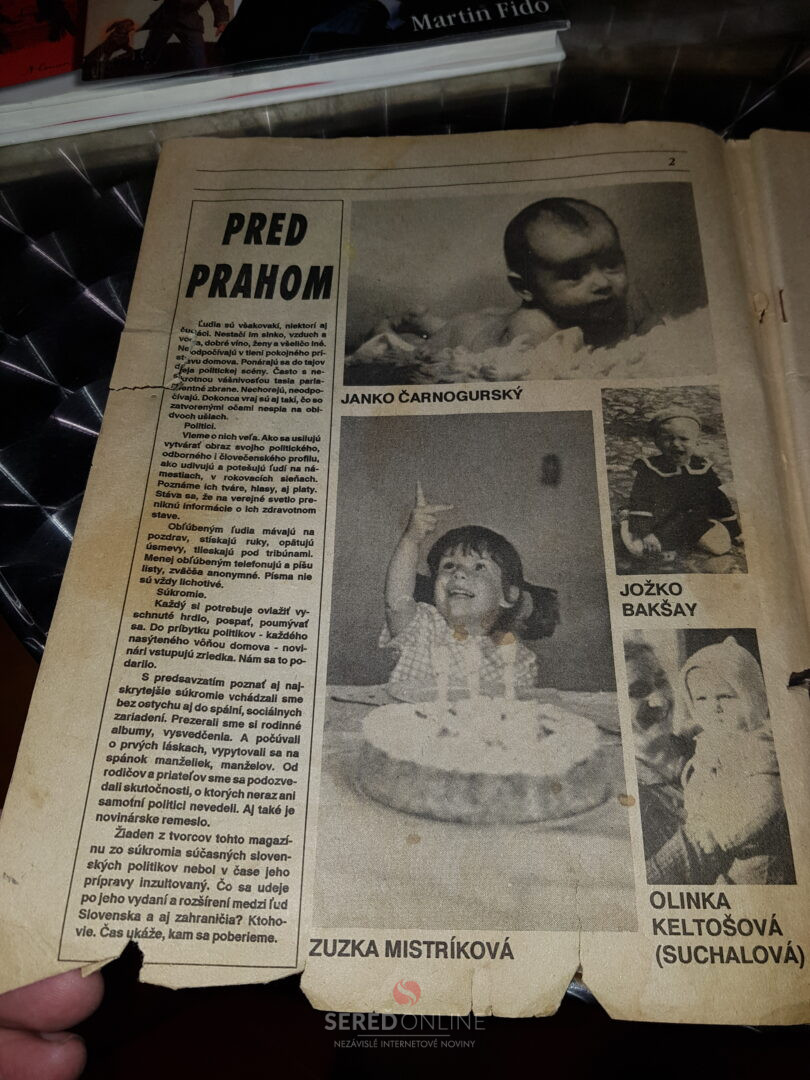 Martin Fido
2
PRED
PRAHOM
Ľudia sú všakovakí, niektorí aj
Nestačí im slnko, vzduch a
dobré víno, ženy a všeličo iné.
odpočívajú v tieni pokojného prí-
domova. Ponárajú sa do tajov
politickej scény. Často s ne-
skrotnou vášnivosťou tasia parla-
mentné zbrane. Nechorejú, neodpo-
čívajú. Dokonca vraj sú aj takí, čo so
zatvorenými očami nespia na obi-
dvoch ušiach.
Politici.
Vieme o nich veľa. Ako sa usilujú
vytvárať obraz svojho politického,
odborného i človečenského profilu,
ako udivujú a potešujú ľudí na ná-
mestiach, v rokovacích sieňach.
Poznáme ich tváre, hlasy, aj platy.
Stáva sa, že na verejné svetlo pre-
niknú informácie o ich zdravotnom
stave.
Obľúbeným ľudia mávajú na
pozdrav, stískajú ruky, opätujú
úsmevy, tlieskajú pod tribúnami.
Menej obľúbeným telefonujú a píšu
listy, zväčša anonymné. Písma nie
sú vždy lichotivé.
Súkromie.
Každý si potrebuje ovlažiť vy-
schnuté hrdlo, pospať, poumývať
sa. Do príbytku politikov - každého
nasýteného vôňou domova - novi-
nári vstupujú zriedka. Nám sa to po-
darilo.
S predsavzatím poznať aj naj-
skrytejšie súkromie vchádzali sme
bez ostychu aj do spální, sociálnych
zariadení. Prezerali sme si rodinné
albumy, vysvedčenia. A počúvali
o prvých láskach, vypytovali sa na
spánok manželiek, manželov. Od
rodičov a priateľov sme sa podozve-
dali skutočnosti, o ktorých neraz ani
samotní politici nevedeli. Aj také je
novinárske remeslo.
Žiaden z tvorcov tohto magazí-
nu zo súkromia súčasných sloven-
ských politikov nebol v čase jeho
prípravy inzultovaný. Čo sa udeje
po jeho vydaní a rozšírení medzi ľud
Slovenska a aj zahraničia? Ktoho-
vie. Čas ukáže, kam sa poberieme.
JANKO ČARNOGURSKÝ
JOŽKO
BAKŠAY
ZUZKA MISTRÍKOVÁ
OLINKA
KELTOŠOVÁ
(SUCHALOVÁ)
SEREĎONLINE
NEZÁVISLÉ INTERNETOVÉ NOVINY